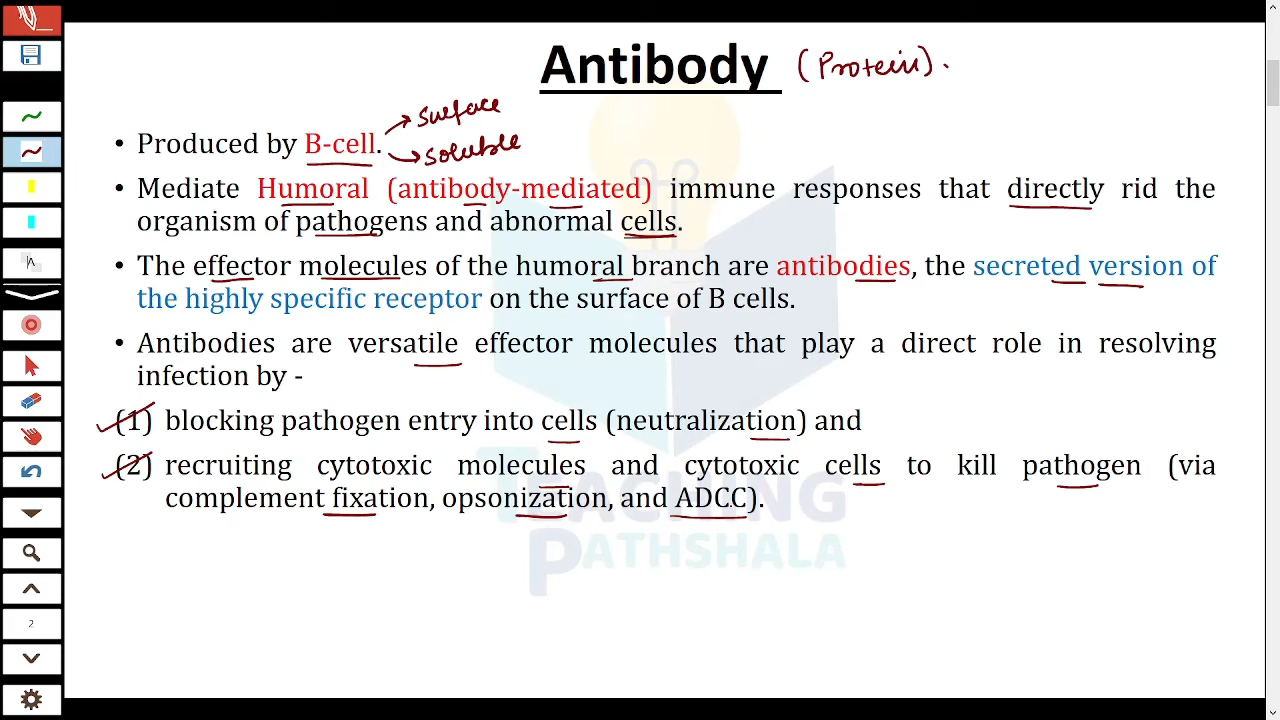 Antibody (Protein).
• Produced by B-cell. → surface
→ soluble
• Mediate Humoral (antibody-mediated) immune responses that directly rid the
organism of pathogens and abnormal cells.
• The effector molecules of the humoral branch are antibodies, the secreted version of
the highly specific receptor on the surface of B cells.
• Antibodies are versatile effector molecules that play a direct role in resolving
infection by -
(1) blocking pathogen entry into cells (neutralization) and
(2) recruiting cytotoxic molecules and cytotoxic cells to kill pathogen (via
complement fixation, opsonization, and ADCC).
TEACHING
PATHSHALA
2